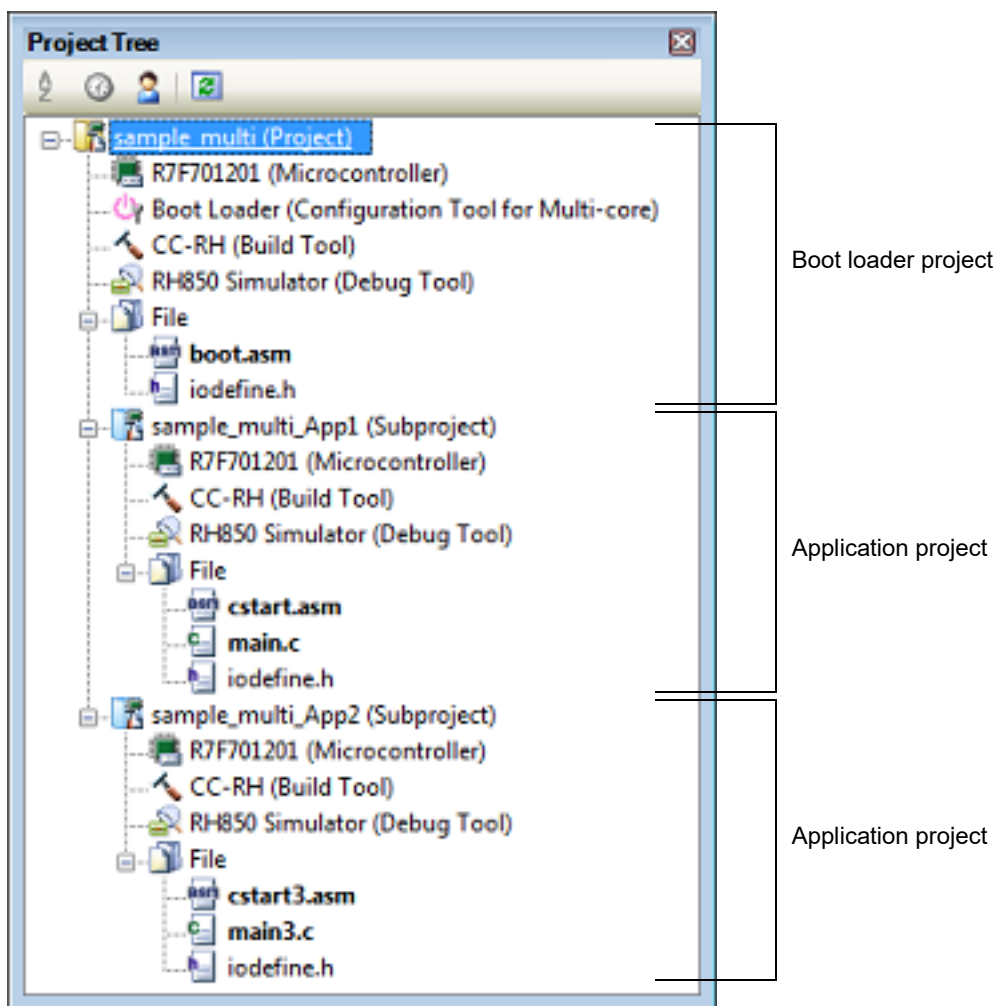 Project Tree
sample_multi (Project)
R7F701201 (Microcontroller)
Boot Loader (Configuration Tool for Multi-core)
CC-RH (Build Tool)
RH850 Simulator (Debug Tool)
File
boot.asm
iodefine.h
Boot loader project
sample_multi_App1 (Subproject)
R7F701201 (Microcontroller)
CC-RH (Build Tool)
RH850 Simulator (Debug Tool)
File
cstart.asm
main.c
iodefine.h
Application project
sample_multi_App2 (Subproject)
R7F701201 (Microcontroller)
CC-RH (Build Tool)
RH850 Simulator (Debug Tool)
File
cstart3.asm
main3.c
iodefine.h
Application project